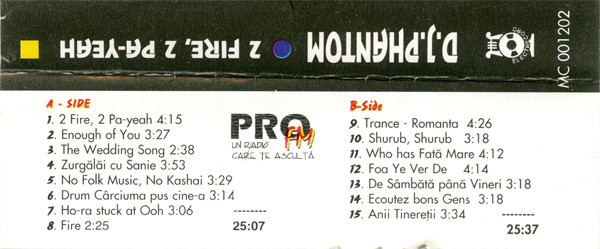 D.J.PHANTOM 2 FIRE, 2 PA-YEAH
ELECTRECORD
MC 001202
A - SIDE
1. 2 Fire, 2 Pa-yeah 4:15
2. Enough of You 3:27
3. The Wedding Song 2:38
4. Zurgălăi cu Sanie 3:53
5. No Folk Music, No Kashai 3:29
6. Drum Cârciuma pus cine-a 3:14
7. Ho-ra stuck at Ooh 3:06 --------
8. Fire 2:25 25:07
PRO FM
UN RADIO
CARE TE ASCULTĂ
B-Side
9. Trance - Romanta 4:26
10. Shurub, Shurub 3:18
11. Who has Fată Mare 4:12
12. Foa Ye Ver De 4:14
13. De Sâmbătă până Vineri 3:18
14. Ecoutez bons Gens 3:18
15. Anii Tinereţii 3:34 --------
25:37